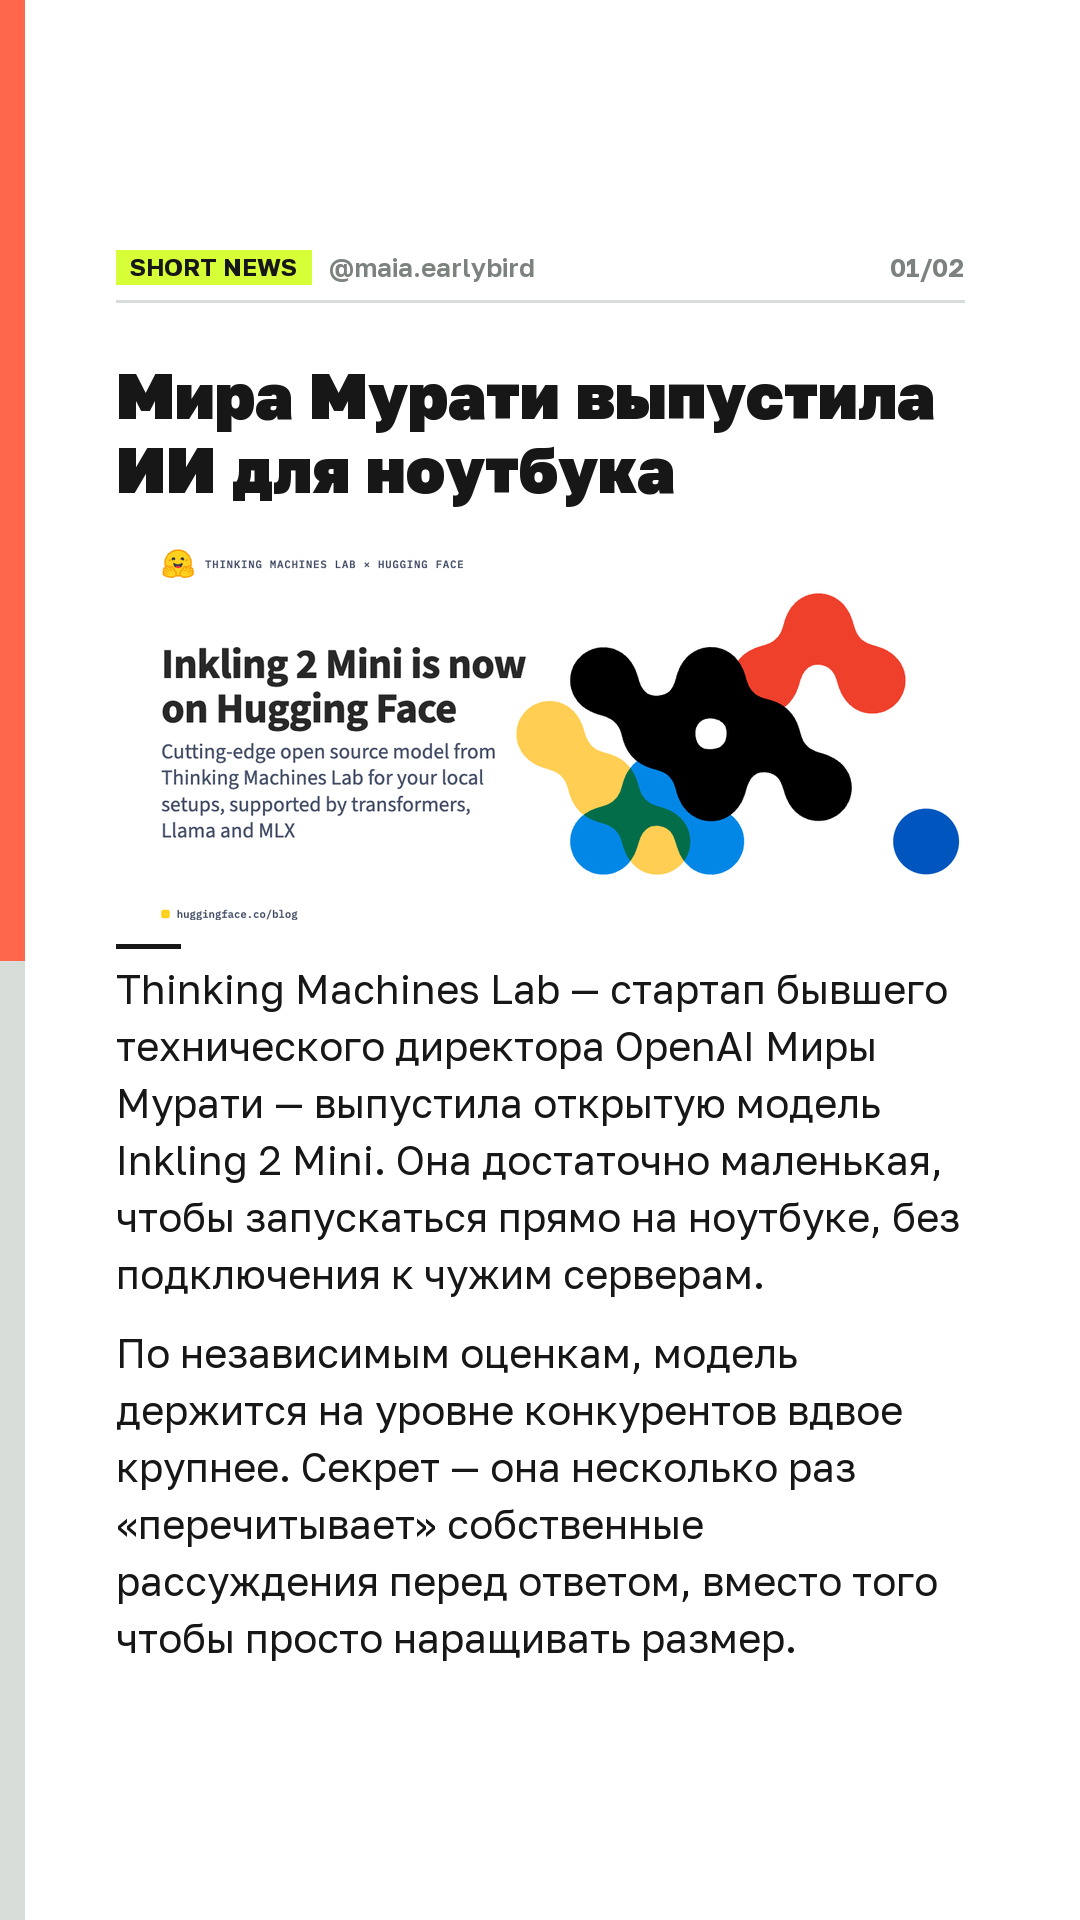 SHORT NEWS @maia.earlybird 01/02
Мира Мурати выпустила
ИИ для ноутбука
THINKING MACHINES LAB × HUGGING FACE
Inkling 2 Mini is now
on Hugging Face
Cutting-edge open source model from
Thinking Machines Lab for your local
setups, supported by transformers,
Llama and MLX
huggingface.co/blog
Thinking Machines Lab — стартап бывшего
технического директора OpenAI Миры
Мурати — выпустила открытую модель
Inkling 2 Mini. Она достаточно маленькая,
чтобы запускаться прямо на ноутбуке, без
подключения к чужим серверам.
По независимым оценкам, модель
держится на уровне конкурентов вдвое
крупнее. Секрет — она несколько раз
«перечитывает» собственные
рассуждения перед ответом, вместо того
чтобы просто наращивать размер.